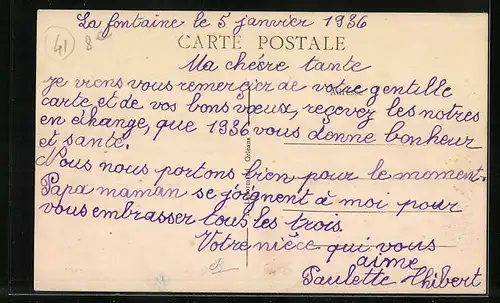 La fontaine le 5 janvier 1936
41 8e
CARTE POSTALE
Ma chésre tante
je viens vous remercier de votre gentille
carte et de vos bons vœux, reçevez les notres
en échange, que 1936 vous donne bonheur
et santé.
Nous nous portons bien pour le moment.
Papa maman se joignent à moi pour
vous embrasser tous les trois
Votre nièce qui vous
aime
Paulette Thibert